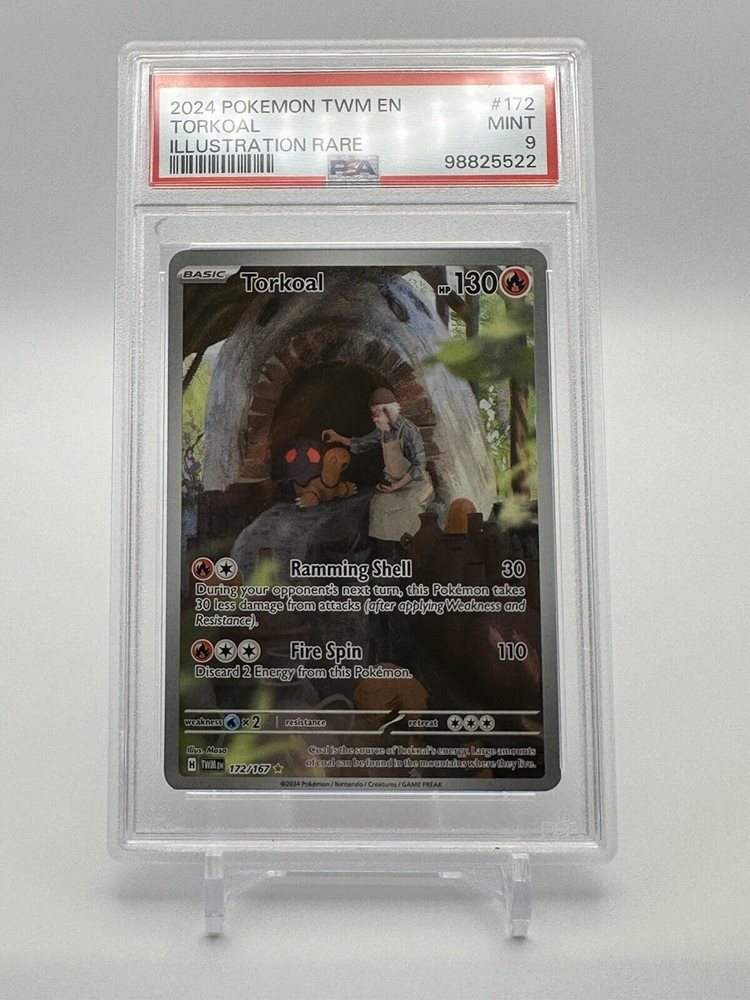 2024 POKEMON TWM EN #172
TORKOAL MINT
ILLUSTRATION RARE 9
PSA 98825522
BASIC Torkoal HP 130
Ramming Shell 30
During your opponent's next turn, this Pokémon takes
30 less damage from attacks (after applying Weakness and
Resistance).
Fire Spin 110
Discard 2 Energy from this Pokémon.
weakness ×2 resistance retreat
Illus. Masa
Coal is the source of Torkoal's energy. Large amounts
of coal can be found in the mountains where they live.
H TWM EN 172/167
©2024 Pokémon / Nintendo / Creatures / GAME FREAK